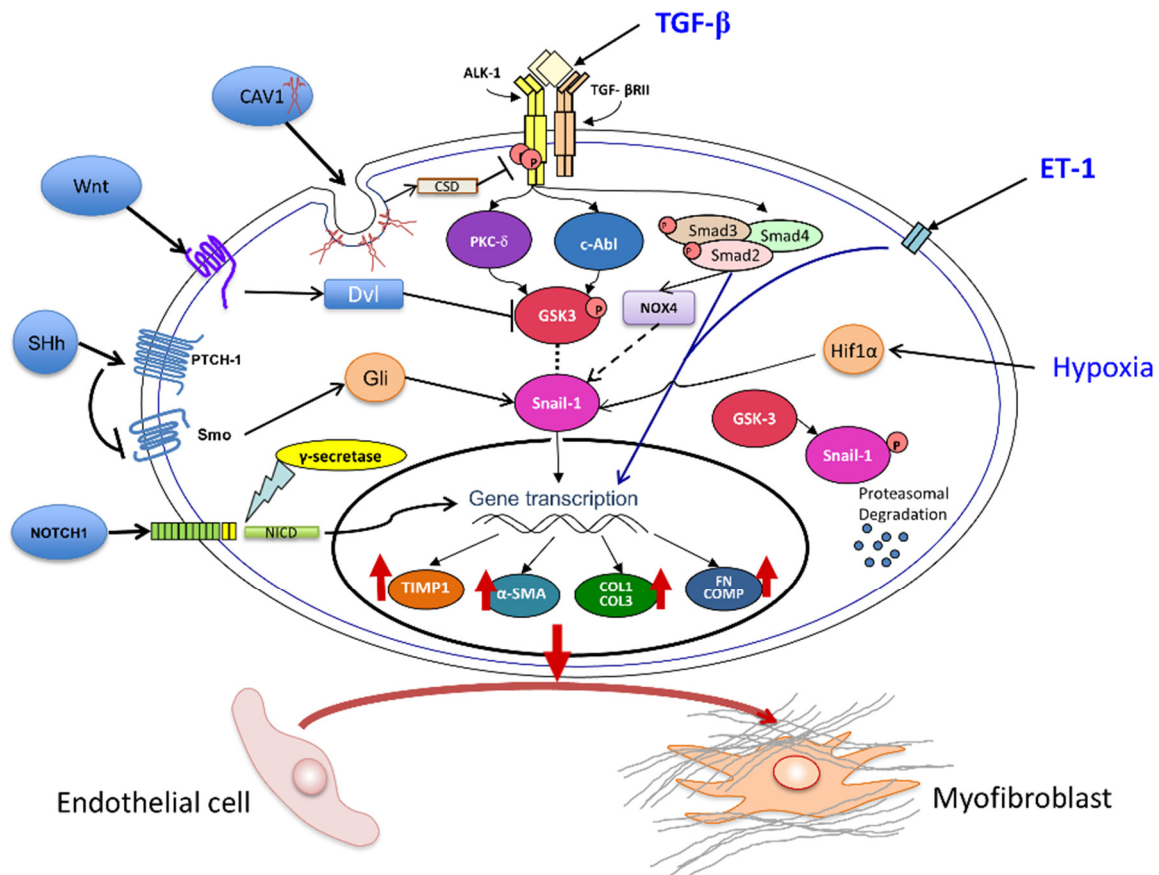 TGF-β
ALK-1
TGF- βRII
CAV1
CSD
P
P
ET-1
Wnt
PKC-δ
c-Abl
P
Smad3
Smad4
P
Smad2
Dvl
GSK3
P
NOX4
SHh
PTCH-1
Gli
Hif1α
Hypoxia
Snail-1
Smo
GSK-3
Snail-1
P
γ-secretase
Gene transcription
Proteasomal
Degradation
NOTCH1
NICD
TIMP1
α-SMA
COL1
COL3
FN
COMP
Endothelial cell
Myofibroblast